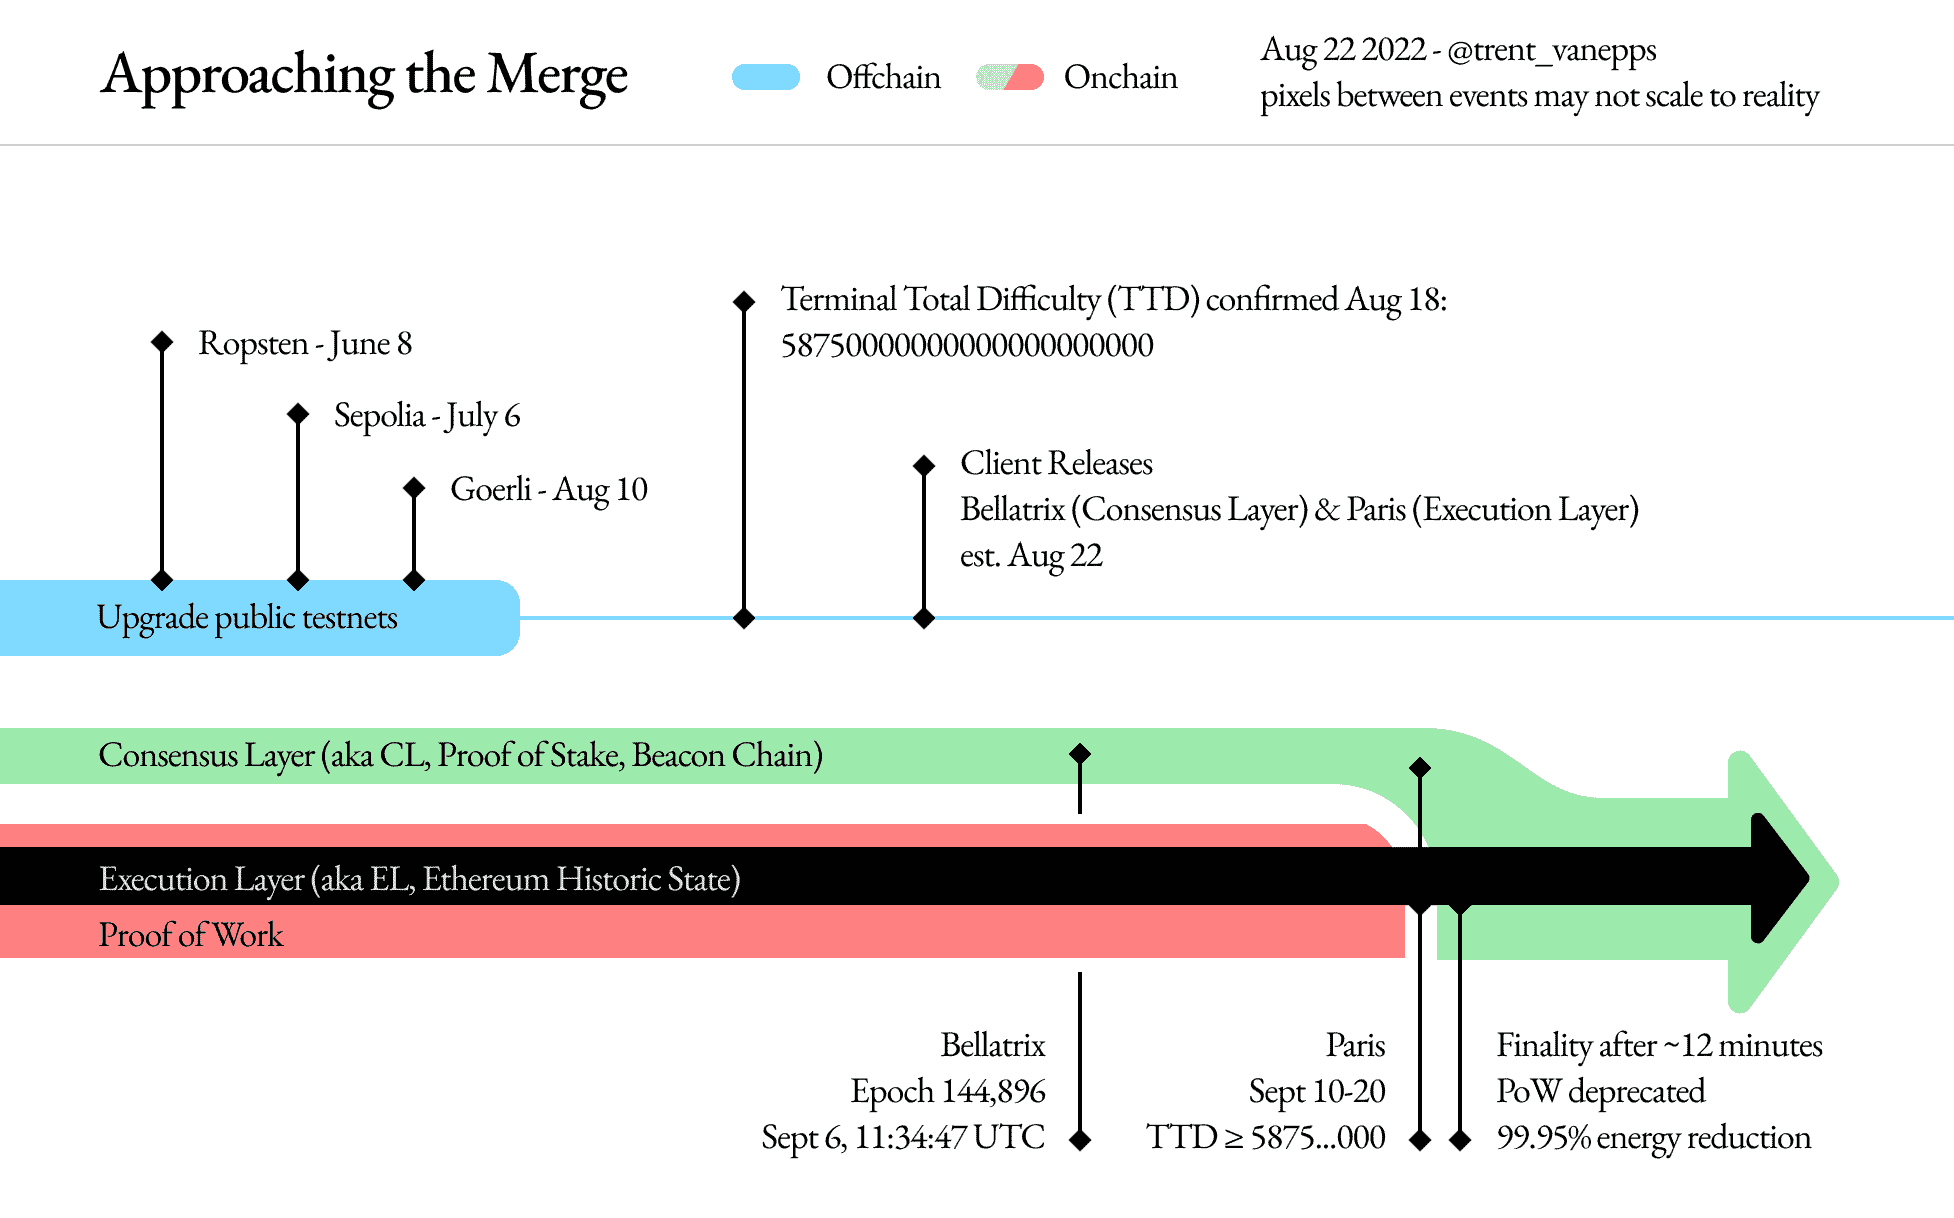 Approaching the Merge
Offchain
Onchain
Aug 22 2022 - @trent_vanepps
pixels between events may not scale to reality
Ropsten - June 8
Sepolia - July 6
Goerli - Aug 10
Terminal Total Difficulty (TTD) confirmed Aug 18:
58750000000000000000000
Client Releases
Bellatrix (Consensus Layer) & Paris (Execution Layer)
est. Aug 22
Upgrade public testnets
Consensus Layer (aka CL, Proof of Stake, Beacon Chain)
Execution Layer (aka EL, Ethereum Historic State)
Proof of Work
Bellatrix
Epoch 144,896
Sept 6, 11:34:47 UTC
Paris
Sept 10-20
TTD ≥ 5875...000
Finality after ~12 minutes
PoW deprecated
99.95% energy reduction